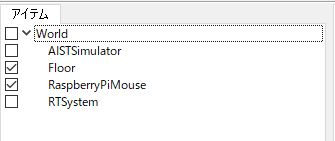 アイテム
World
AISTSimulator
Floor
RaspberryPiMouse
RTSystem